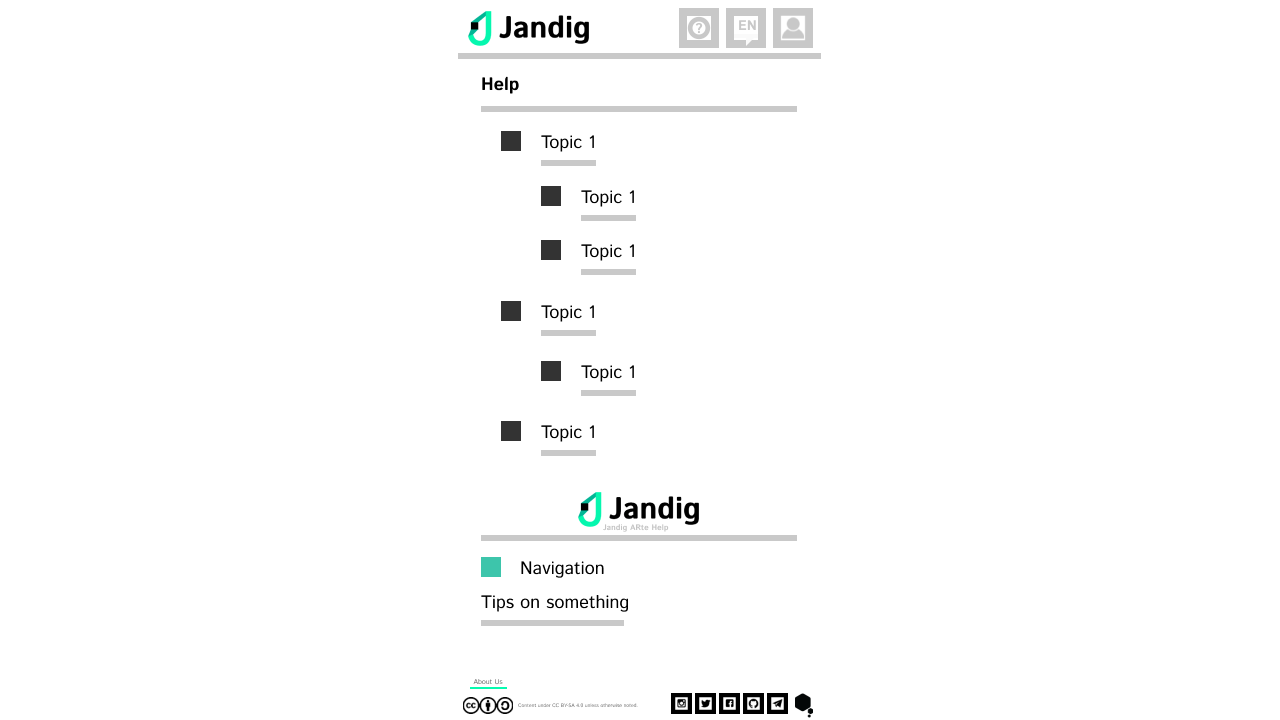 Jandig
EN
Help
Topic 1
Topic 1
Topic 1
Topic 1
Topic 1
Topic 1
Jandig
Jandig ARte Help
Navigation
Tips on something
About Us
Content under CC BY-SA 4.0 unless otherwise noted.